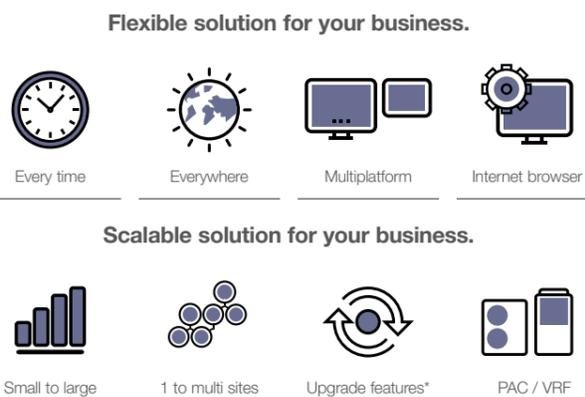 Flexible solution for your business.
Every time
Everywhere
Multiplatform
Internet browser
Scalable solution for your business.
Small to large
1 to multi sites
Upgrade features*
PAC / VRF